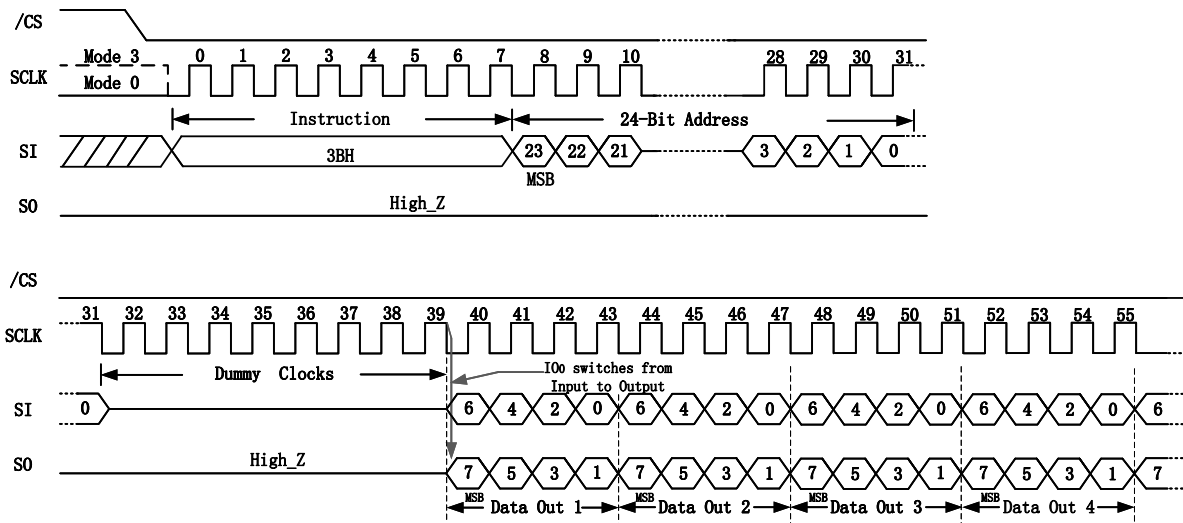 /CS
Mode 3 0 1 2 3 4 5 6 7 8 9 10 28 29 30 31
SCLK
Mode 0
Instruction 24-Bit Address
SI 3BH 23 22 21 3 2 1 0
MSB
SO High_Z
/CS
31 32 33 34 35 36 37 38 39 40 41 42 43 44 45 46 47 48 49 50 51 52 53 54 55
SCLK
Dummy Clocks IO0 switches from
Input to Output
SI 0 6 4 2 0 6 4 2 0 6 4 2 0 6 4 2 0 6
SO High_Z 7 5 3 1 7 5 3 1 7 5 3 1 7 5 3 1 7
MSB Data Out 1 MSB Data Out 2 MSB Data Out 3 MSB Data Out 4